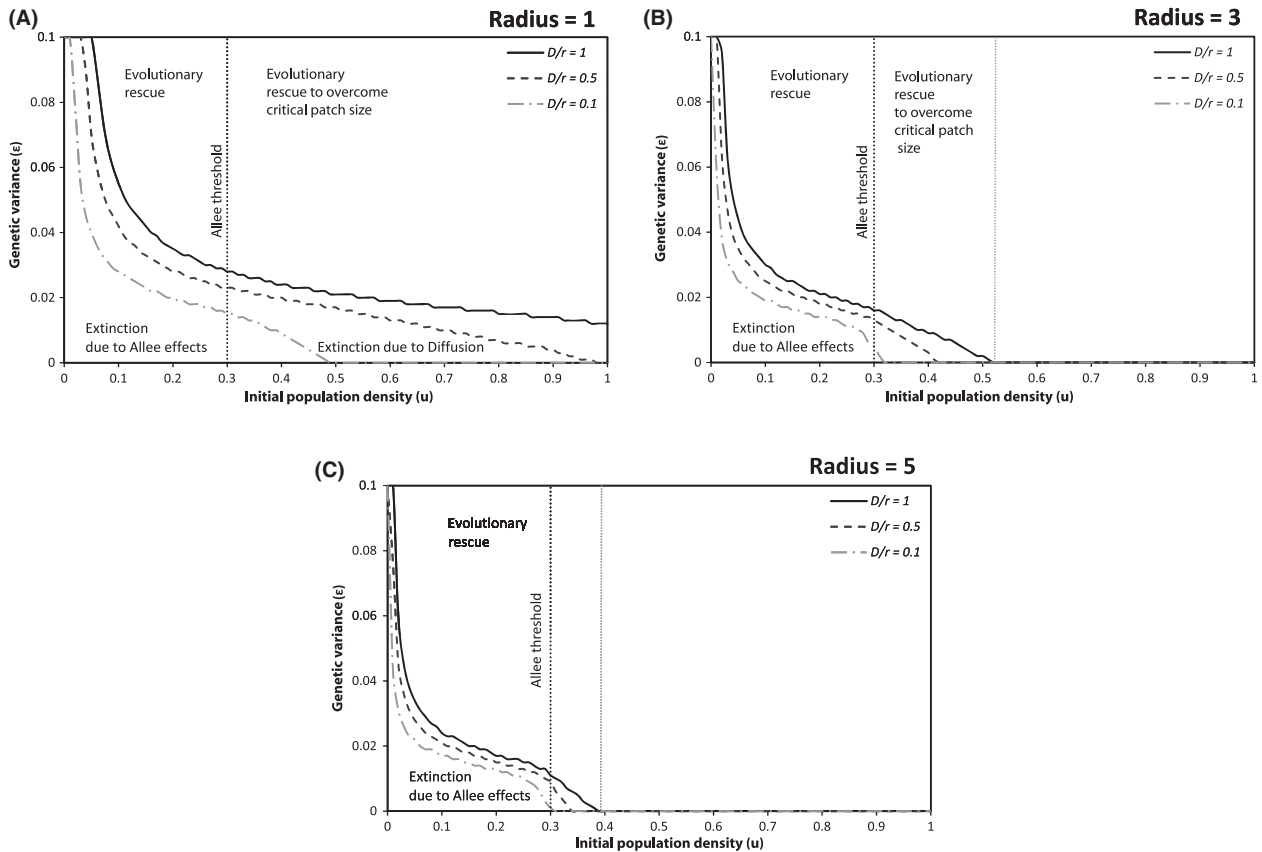 (A)
Radius = 1
0.1
0.08
0.06
0.04
0.02
0
Genetic variance (ε)
Evolutionary
rescue
Allee threshold
Evolutionary
rescue to overcome
critical patch size
D/r = 1
D/r = 0.5
D/r = 0.1
Extinction
due to Allee effects
Extinction due to Diffusion
0 0.1 0.2 0.3 0.4 0.5 0.6 0.7 0.8 0.9 1
Initial population density (u)
(B)
Radius = 3
0.1
0.08
0.06
0.04
0.02
0
Genetic variance (ε)
Evolutionary
rescue
Allee threshold
Evolutionary
rescue
to overcome
critical patch
size
D/r = 1
D/r = 0.5
D/r = 0.1
Extinction
due to Allee effects
0 0.1 0.2 0.3 0.4 0.5 0.6 0.7 0.8 0.9 1
Initial population density (u)
(C)
Radius = 5
0.1
0.08
0.06
0.04
0.02
0
Genetic variance (ε)
Evolutionary
rescue
Allee threshold
D/r = 1
D/r = 0.5
D/r = 0.1
Extinction
due to Allee effects
0 0.1 0.2 0.3 0.4 0.5 0.6 0.7 0.8 0.9 1
Initial population density (u)